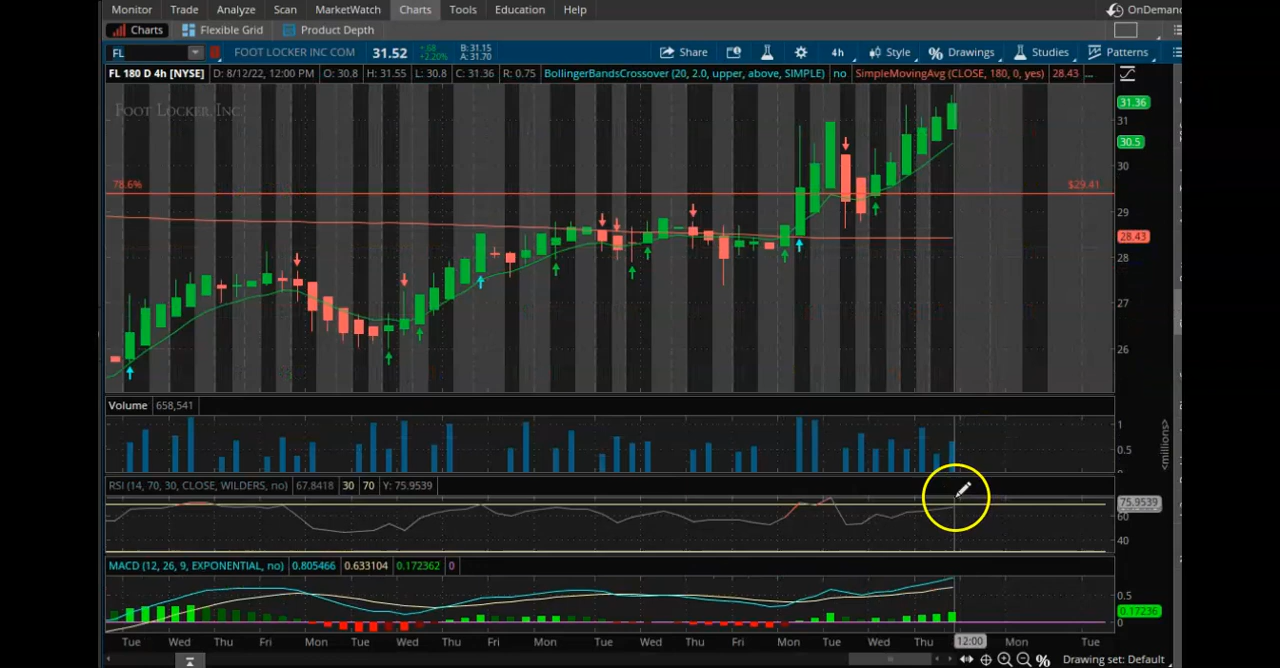 Monitor Trade Analyze Scan MarketWatch Charts Tools Education Help OnDemand
Charts Flexible Grid Product Depth
FL FOOT LOCKER INC COM 31.52 +.68 +2.20% B: 31.15 A: 31.70 Share 4h Style Drawings Studies Patterns
FL 180 D 4h [NYSE] D: 8/12/22, 12:00 PM O: 30.8 H: 31.55 L: 30.8 C: 31.36 R: 0.75 BollingerBandsCrossover (20, 2.0, upper, above, SIMPLE) no SimpleMovingAvg (CLOSE, 180, 0, yes) 28.43 ...
FOOT LOCKER, INC.
31.36
31
30.5
30
78.6% $29.41
29
28.43
28
27
26
Volume 658,541
1
0.5
<millions>
RSI (14, 70, 30, CLOSE, WILDERS, no) 67.8418 30 70 Y: 75.9539
75.9539
60
40
MACD (12, 26, 9, EXPONENTIAL, no) 0.805466 0.633104 0.172362 0
0.5
0.17236
0
Tue Wed Thu Fri Mon Tue Wed Thu Fri Mon Tue Wed Thu Fri Mon Tue Wed Thu 12:00 Mon Tue
Drawing set: Default